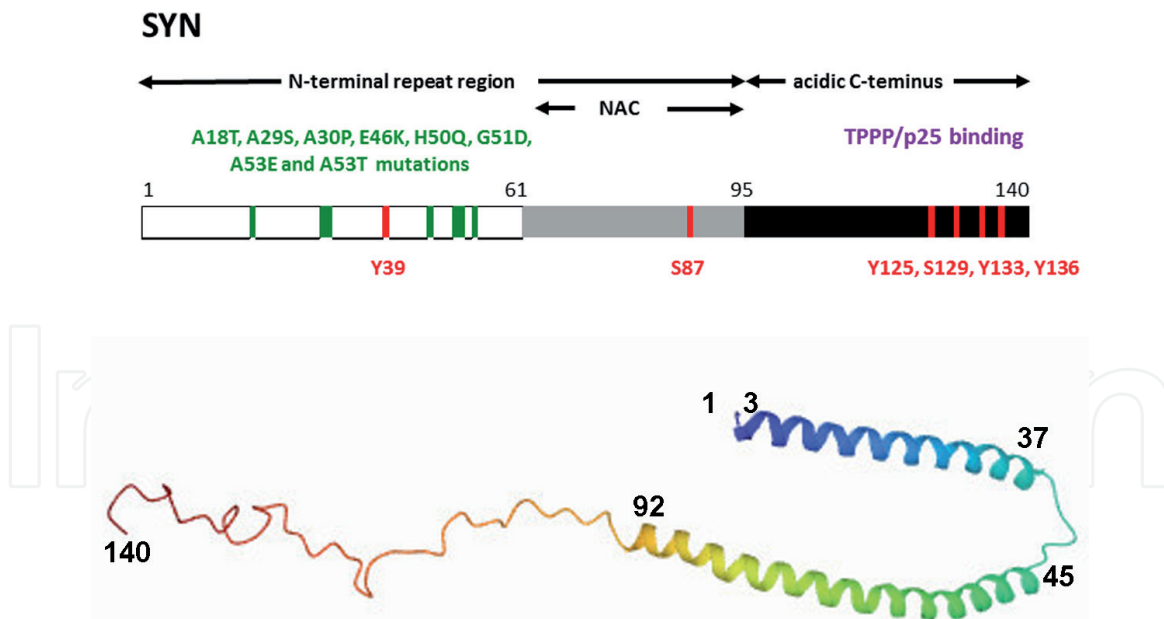 SYN
N-terminal repeat region acidic C-teminus
NAC
A18T, A29S, A30P, E46K, H50Q, G51D,
A53E and A53T mutations
TPPP/p25 binding
1 61 95 140
Y39 S87 Y125, S129, Y133, Y136
1 3
37
92
140
45